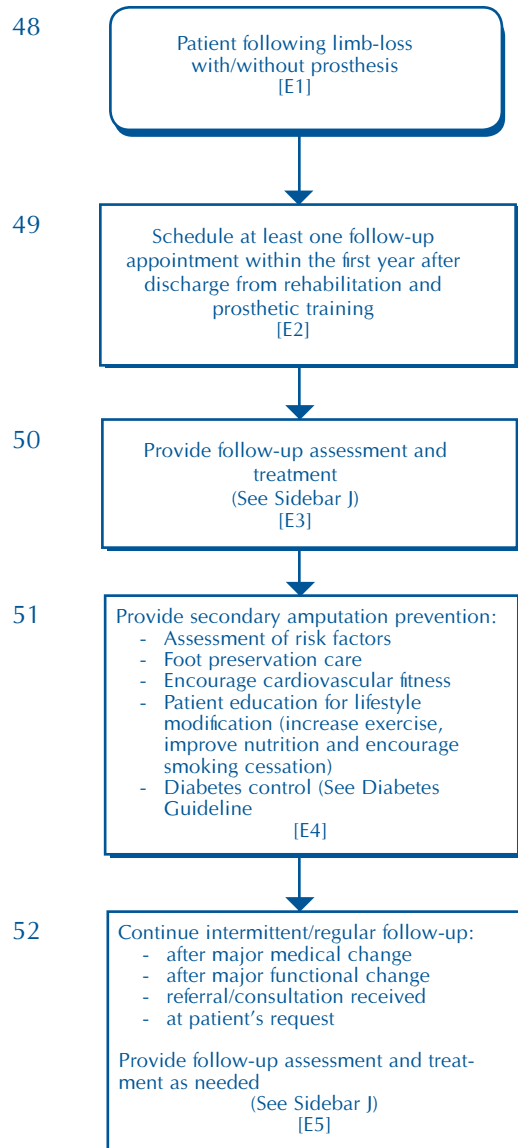 48
Patient following limb-loss
with/without prosthesis
[E1]
49
Schedule at least one follow-up
appointment within the first year after
discharge from rehabilitation and
prosthetic training
[E2]
50
Provide follow-up assessment and
treatment
(See Sidebar J)
[E3]
51
Provide secondary amputation prevention:
- Assessment of risk factors
- Foot preservation care
- Encourage cardiovascular fitness
- Patient education for lifestyle
modification (increase exercise,
improve nutrition and encourage
smoking cessation)
- Diabetes control (See Diabetes
Guideline
[E4]
52
Continue intermittent/regular follow-up:
- after major medical change
- after major functional change
- referral/consultation received
- at patient's request
Provide follow-up assessment and treat-
ment as needed
(See Sidebar J)
[E5]